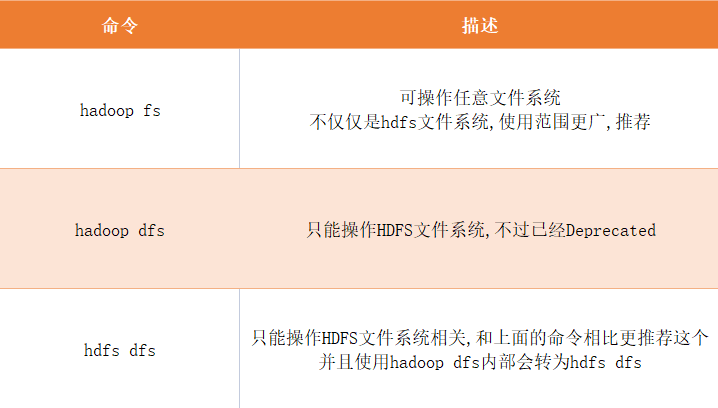 命令
描述
hadoop fs
可操作任意文件系统
不仅仅是hdfs文件系统,使用范围更广,推荐
hadoop dfs
只能操作HDFS文件系统,不过已经Deprecated
hdfs dfs
只能操作HDFS文件系统相关,和上面的命令相比更推荐这个
并且使用hadoop dfs内部会转为hdfs dfs